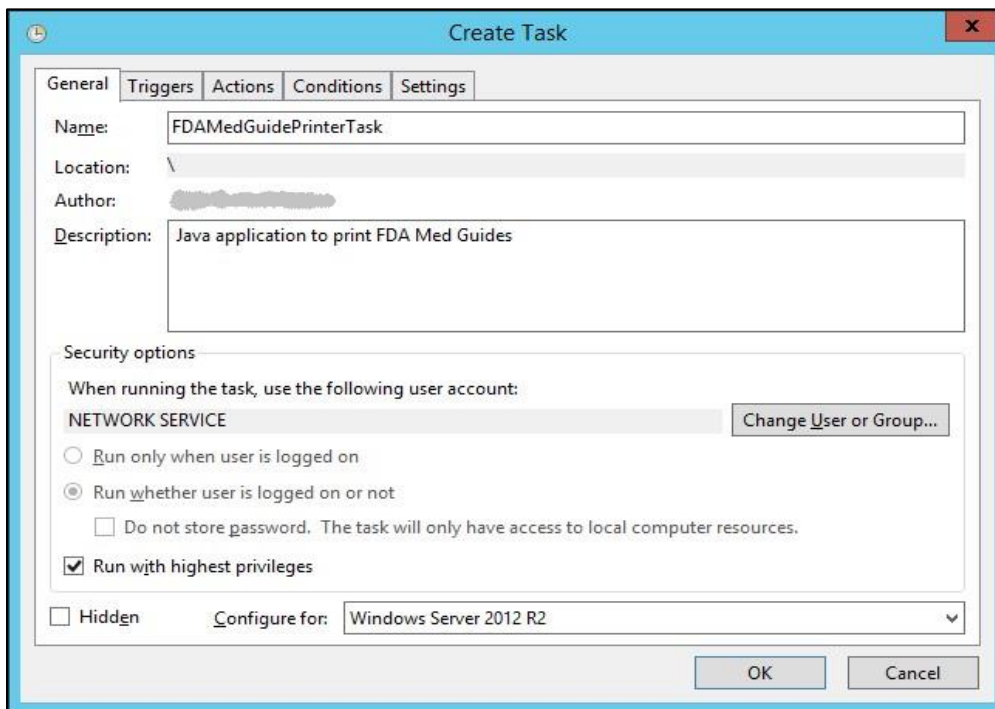 Create Task
x
General Triggers Actions Conditions Settings
Name: FDAMedGuidePrinterTask
Location: \
Author:
Description: Java application to print FDA Med Guides
Security options
When running the task, use the following user account:
NETWORK SERVICE Change User or Group...
Run only when user is logged on
Run whether user is logged on or not
Do not store password. The task will only have access to local computer resources.
Run with highest privileges
Hidden Configure for: Windows Server 2012 R2
OK Cancel